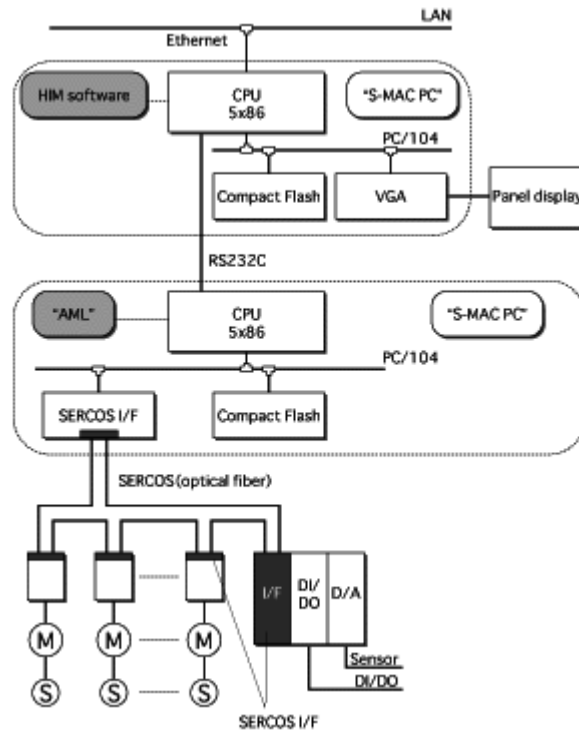 LAN
Ethernet
HIM software
CPU
5x86
"S-MAC PC"
PC/104
Compact Flash
VGA
Panel display
RS232C
"AML"
CPU
5x86
"S-MAC PC"
PC/104
SERCOS I/F
Compact Flash
SERCOS(optical fiber)
I/F
DI/
DO
D/A
M
M
M
Sensor
S
S
S
DI/DO
SERCOS I/F